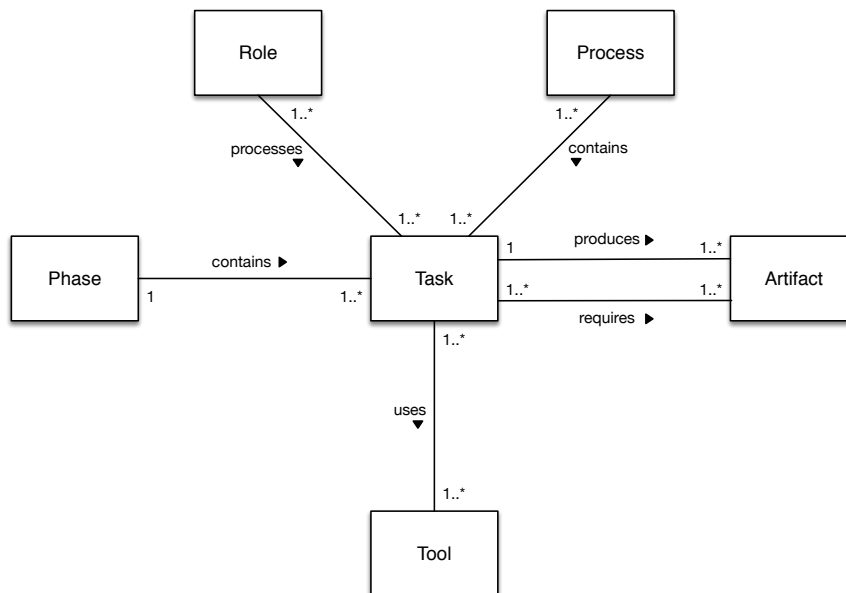 Role
Process
1..*
1..*
processes
contains
1..*
1..*
Phase
contains
1
1..*
Task
1
produces
1..*
1..*
requires
1..*
Artifact
1..*
uses
1..*
Tool